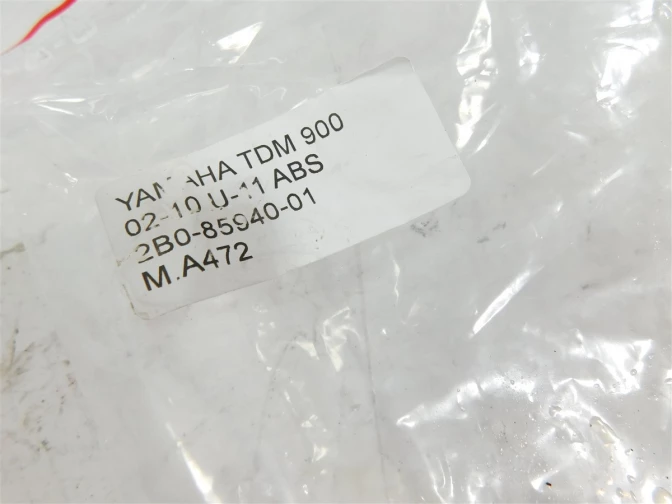 YAMAHA TDM 900
02-10 U-11 ABS
2B0-85940-01
M.A472